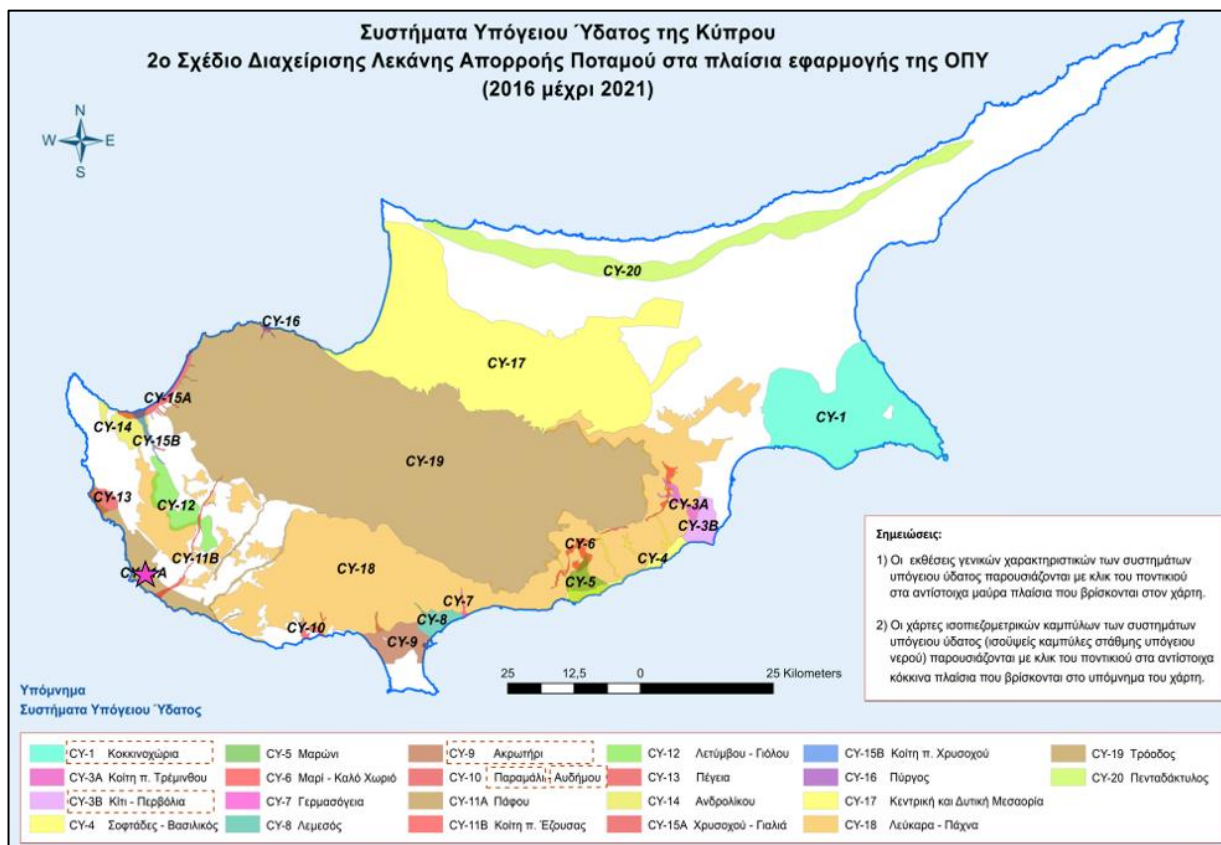 Συστήματα Υπόγειου Ύδατος της Κύπρου
2ο Σχέδιο Διαχείρισης Λεκάνης Απορροής Ποταμού στα πλαίσια εφαρμογής της ΟΠΥ
(2016 μέχρι 2021)
N
W E
S
CY-20
CY-16
CY-17
CY-15A
CY-1
CY-14
CY-15B
CY-19
CY-13
CY-12
CY-3A
CY-3B
CY-6
CY-4
CY-11B
CY-18
CY-5
CY-7
CY-8
CY-10
CY-9
Σημειώσεις:
1) Οι εκθέσεις γενικών χαρακτηριστικών των συστημάτων
υπόγειου ύδατος παρουσιάζονται με κλικ του ποντικιού
στα αντίστοιχα μαύρα πλαίσια που βρίσκονται στον χάρτη.
2) Οι χάρτες ισοπιεζομετρικών καμπύλων των συστημάτων
υπόγειου ύδατος (ισοϋψείς καμπύλες στάθμης υπόγειου
νερού) παρουσιάζονται με κλικ του ποντικιού στα αντίστοιχα
κόκκινα πλαίσια που βρίσκονται στο υπόμνημα του χάρτη.
25 12,5 0 25 Kilometers
Υπόμνημα
Συστήματα Υπόγειου Ύδατος
CY-1 Κοκκινοχώρια
CY-3A Κοίτη π. Τρέμινθου
CY-3B Κίτι - Περβόλια
CY-4 Σοφτάδες - Βασιλικός
CY-5 Μαρώνι
CY-6 Μαρί - Καλό Χωριό
CY-7 Γερμασόγεια
CY-8 Λεμεσός
CY-9 Ακρωτήρι
CY-10 Παραμάλι - Αυδήμου
CY-11A Πάφου
CY-11B Κοίτη π. Έζουσας
CY-12 Λετύμβου - Γιόλου
CY-13 Πέγεια
CY-14 Ανδρολίκου
CY-15A Χρυσοχού - Γιαλιά
CY-15B Κοίτη π. Χρυσοχού
CY-16 Πύργος
CY-17 Κεντρική και Δυτική Μεσαορία
CY-18 Λεύκαρα - Πάχνα
CY-19 Τρόοδος
CY-20 Πενταδάκτυλος